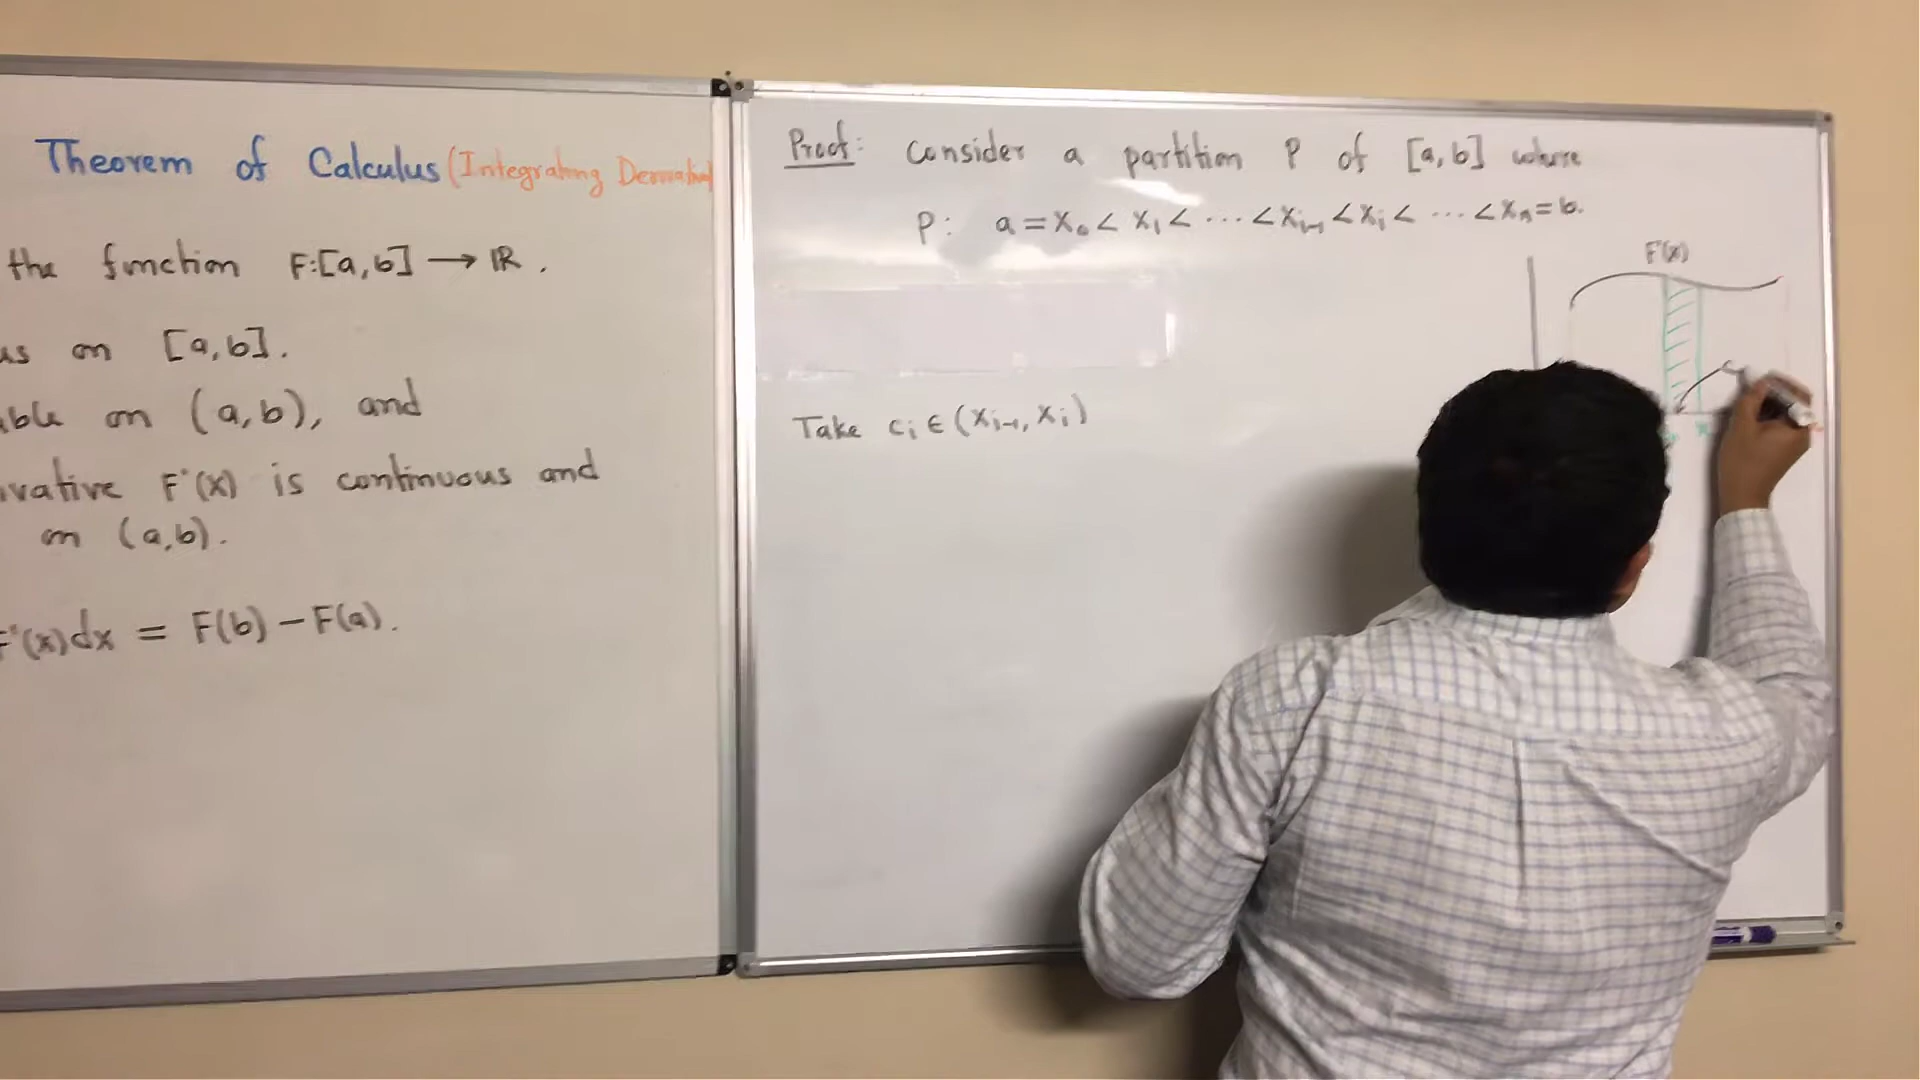 Theorem of Calculus (Integrating
the function F:[a,b] → ℝ.
on [a,b].
on (a,b), and
F'(x) is continuous and
on (a,b).
F'(x)dx = F(b) - F(a).
Proof: Consider a partition P of [a,b] where
P: a = x₀ < x₁ < ... < xᵢ₋₁ < xᵢ < ... < xₙ = b.
F'(x)
Take cᵢ ∈ (xᵢ₋₁, xᵢ)